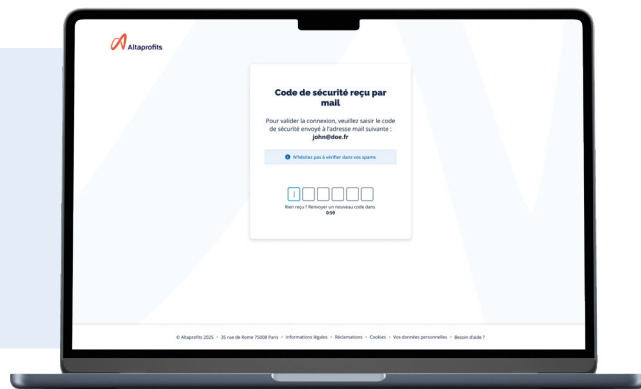 Altaprofits
Code de sécurité reçu par
mail
Pour valider la connexion, veuillez saisir le code
de sécurité envoyé à l'adresse mail suivante :
john@doe.fr
N'hésitez pas à vérifier dans vos spams
Rien reçu ? Renvoyer un nouveau code dans
0:59
© Altaprofits 2025 • 35 rue de Rome 75008 Paris • Informations légales • Réclamations • Cookies • Vos données personnelles • Besoin d'aide ?